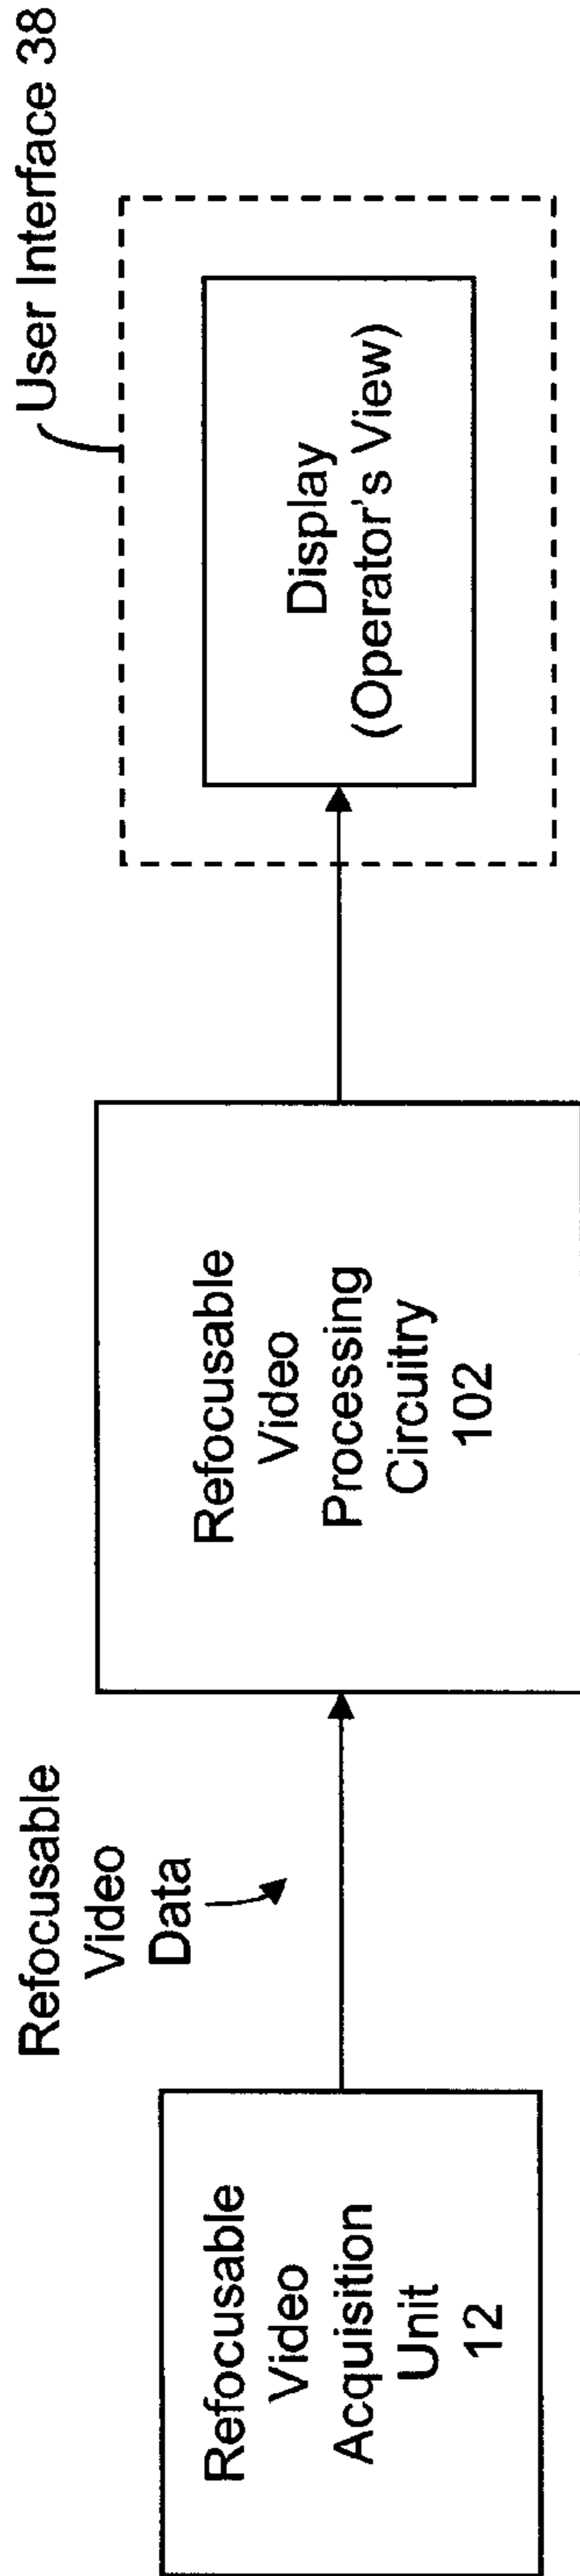 Refocusable
Video
Acquisition
Unit
12
Refocusable
Video
Data
Refocusable
Video
Processing
Circuitry
102
User Interface 38
Display
(Operator's View)